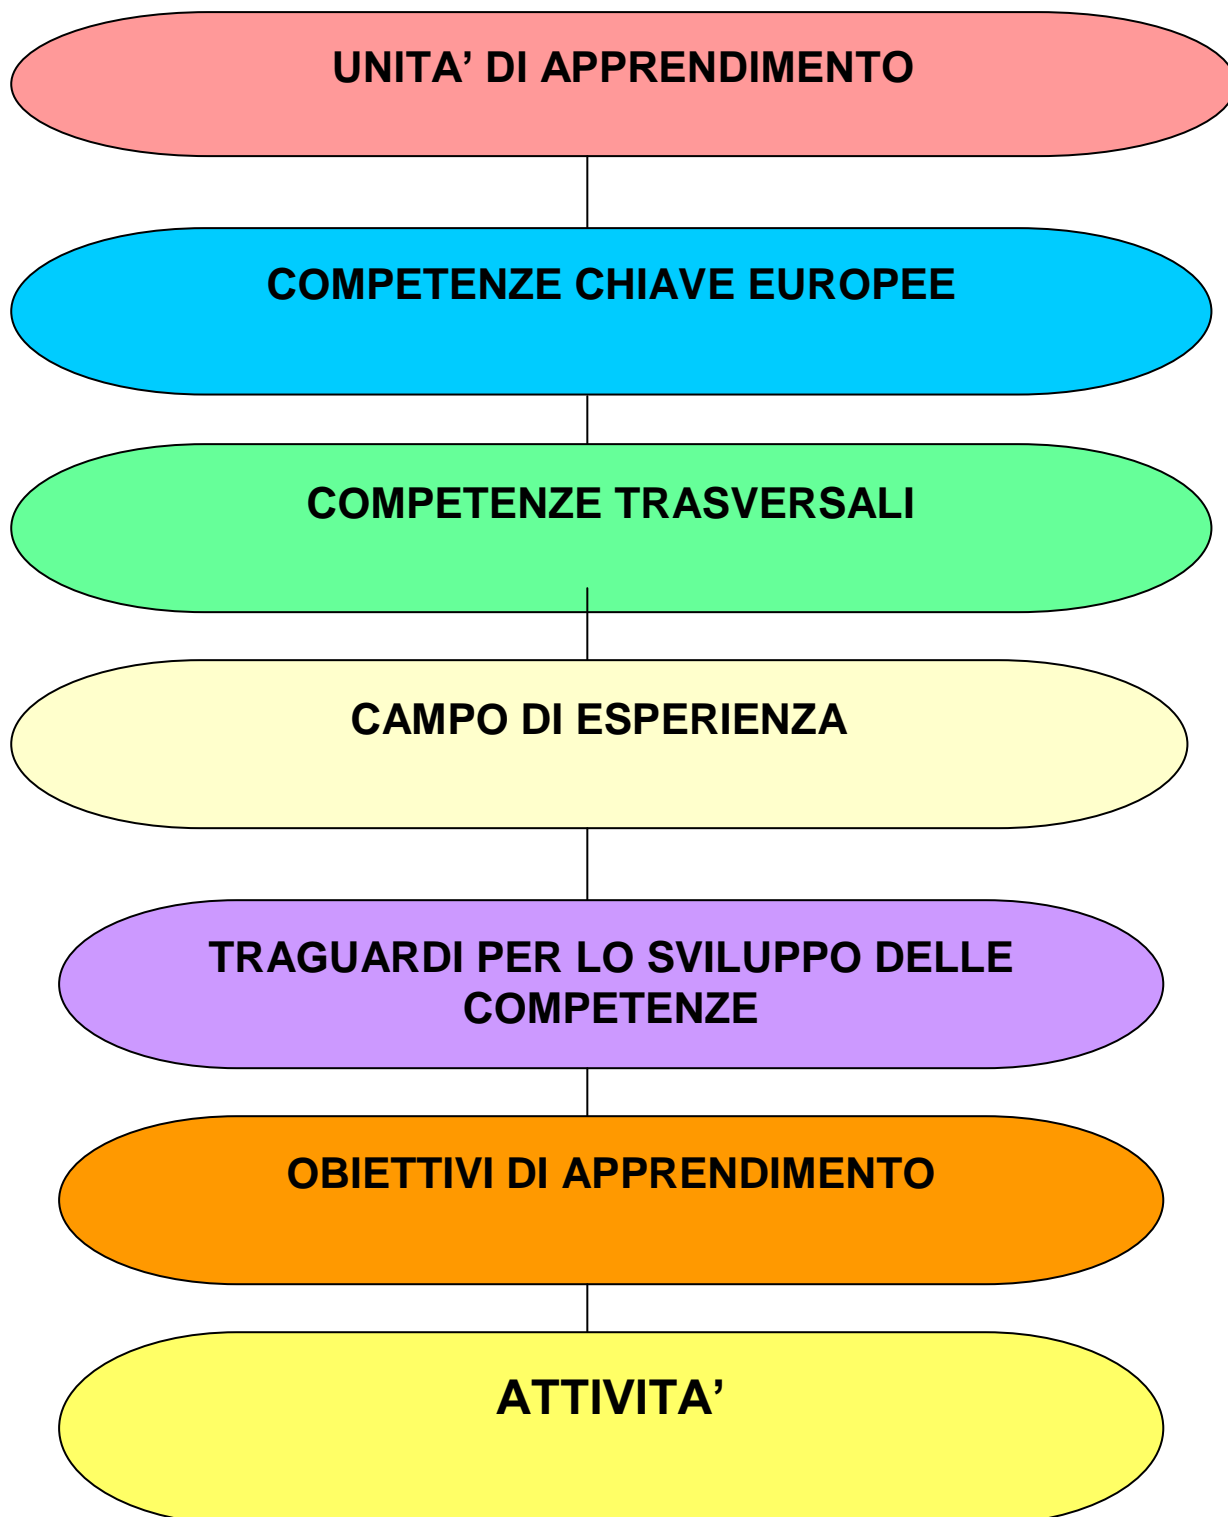 UNITA’ DI APPRENDIMENTO
COMPETENZE CHIAVE EUROPEE
COMPETENZE TRASVERSALI
CAMPO DI ESPERIENZA
TRAGUARDI PER LO SVILUPPO DELLE
COMPETENZE
OBIETTIVI DI APPRENDIMENTO
ATTIVITA’